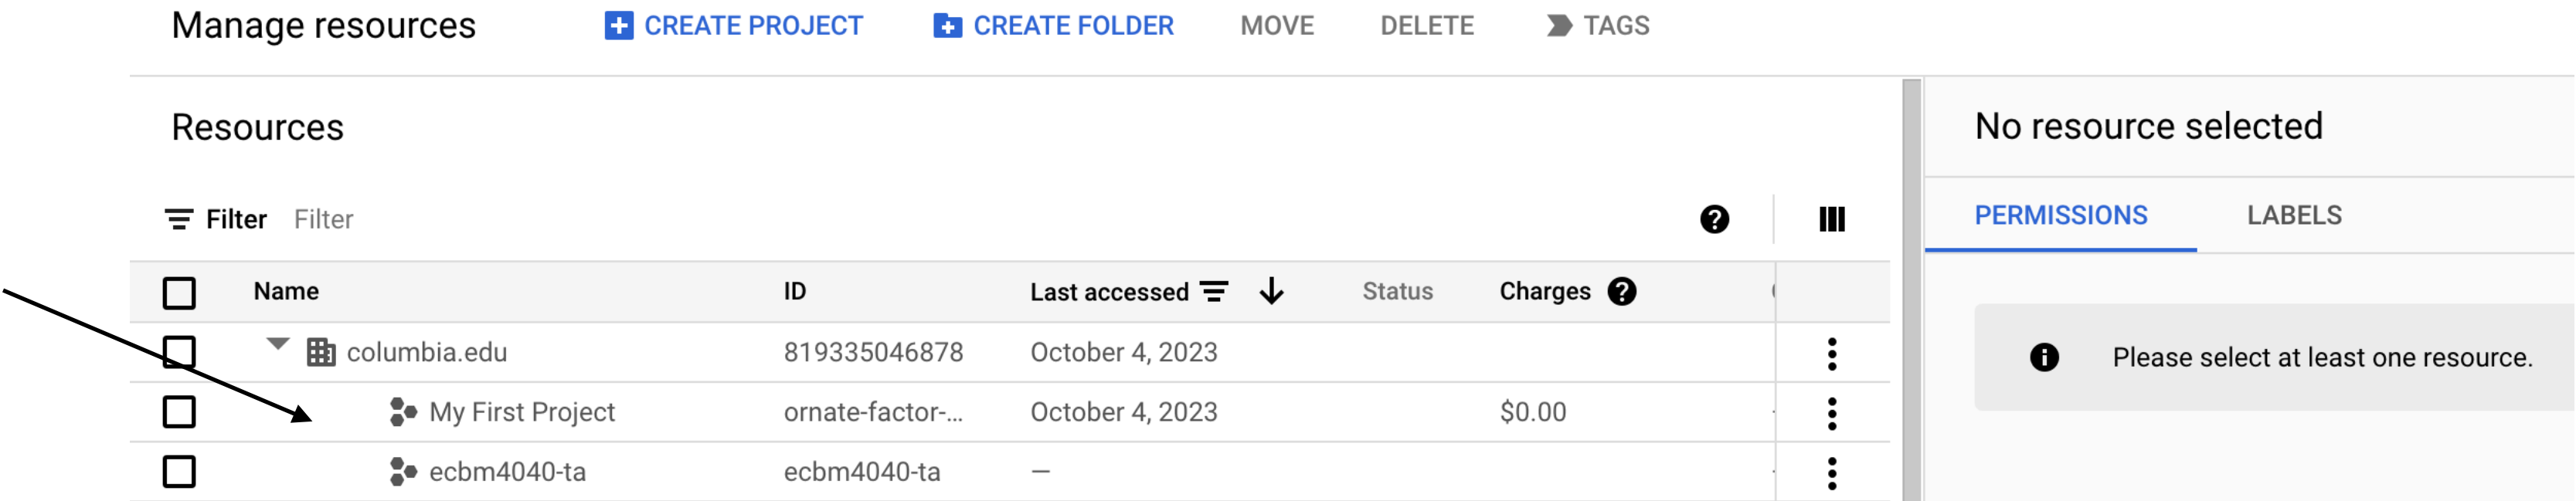 Manage resources CREATE PROJECT CREATE FOLDER MOVE DELETE TAGS
Resources
No resource selected
Filter Filter
PERMISSIONS LABELS
Name ID Last accessed Status Charges
columbia.edu 819335046878 October 4, 2023
Please select at least one resource.
My First Project ornate-factor-... October 4, 2023 $0.00
ecbm4040-ta ecbm4040-ta —